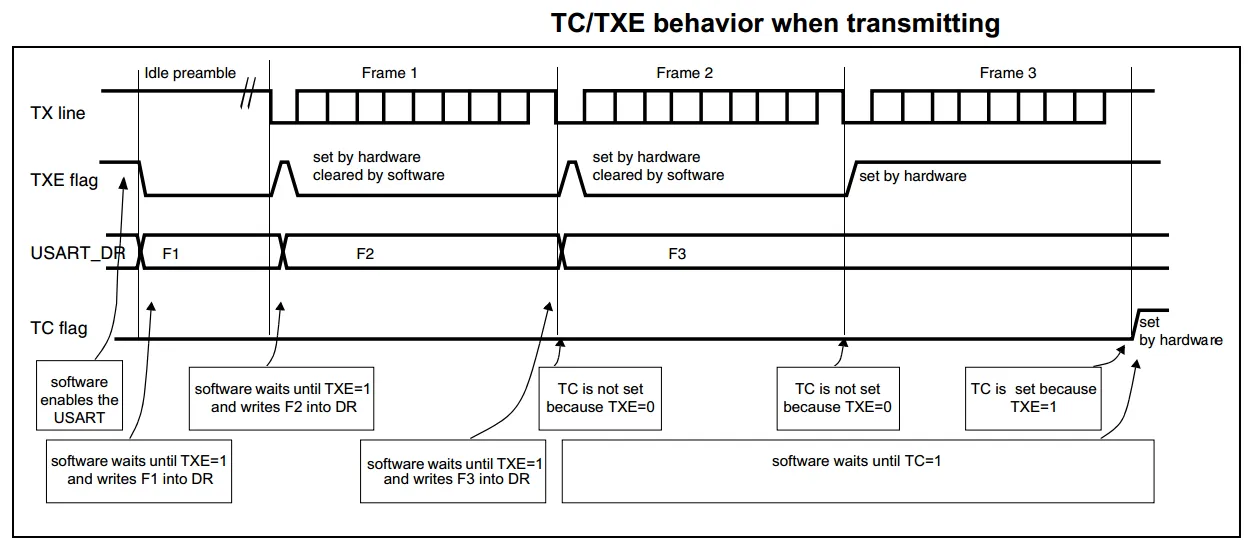 TC/TXE behavior when transmitting
Idle preamble
Frame 1
Frame 2
Frame 3
TX line
TXE flag
set by hardware
cleared by software
set by hardware
cleared by software
set by hardware
USART_DR
F1
F2
F3
TC flag
set
by hardware
software
enables the
USART
software waits until TXE=1
and writes F2 into DR
TC is not set
because TXE=0
TC is not set
because TXE=0
TC is set because
TXE=1
software waits until TXE=1
and writes F1 into DR
software waits until TXE=1
and writes F3 into DR
software waits until TC=1